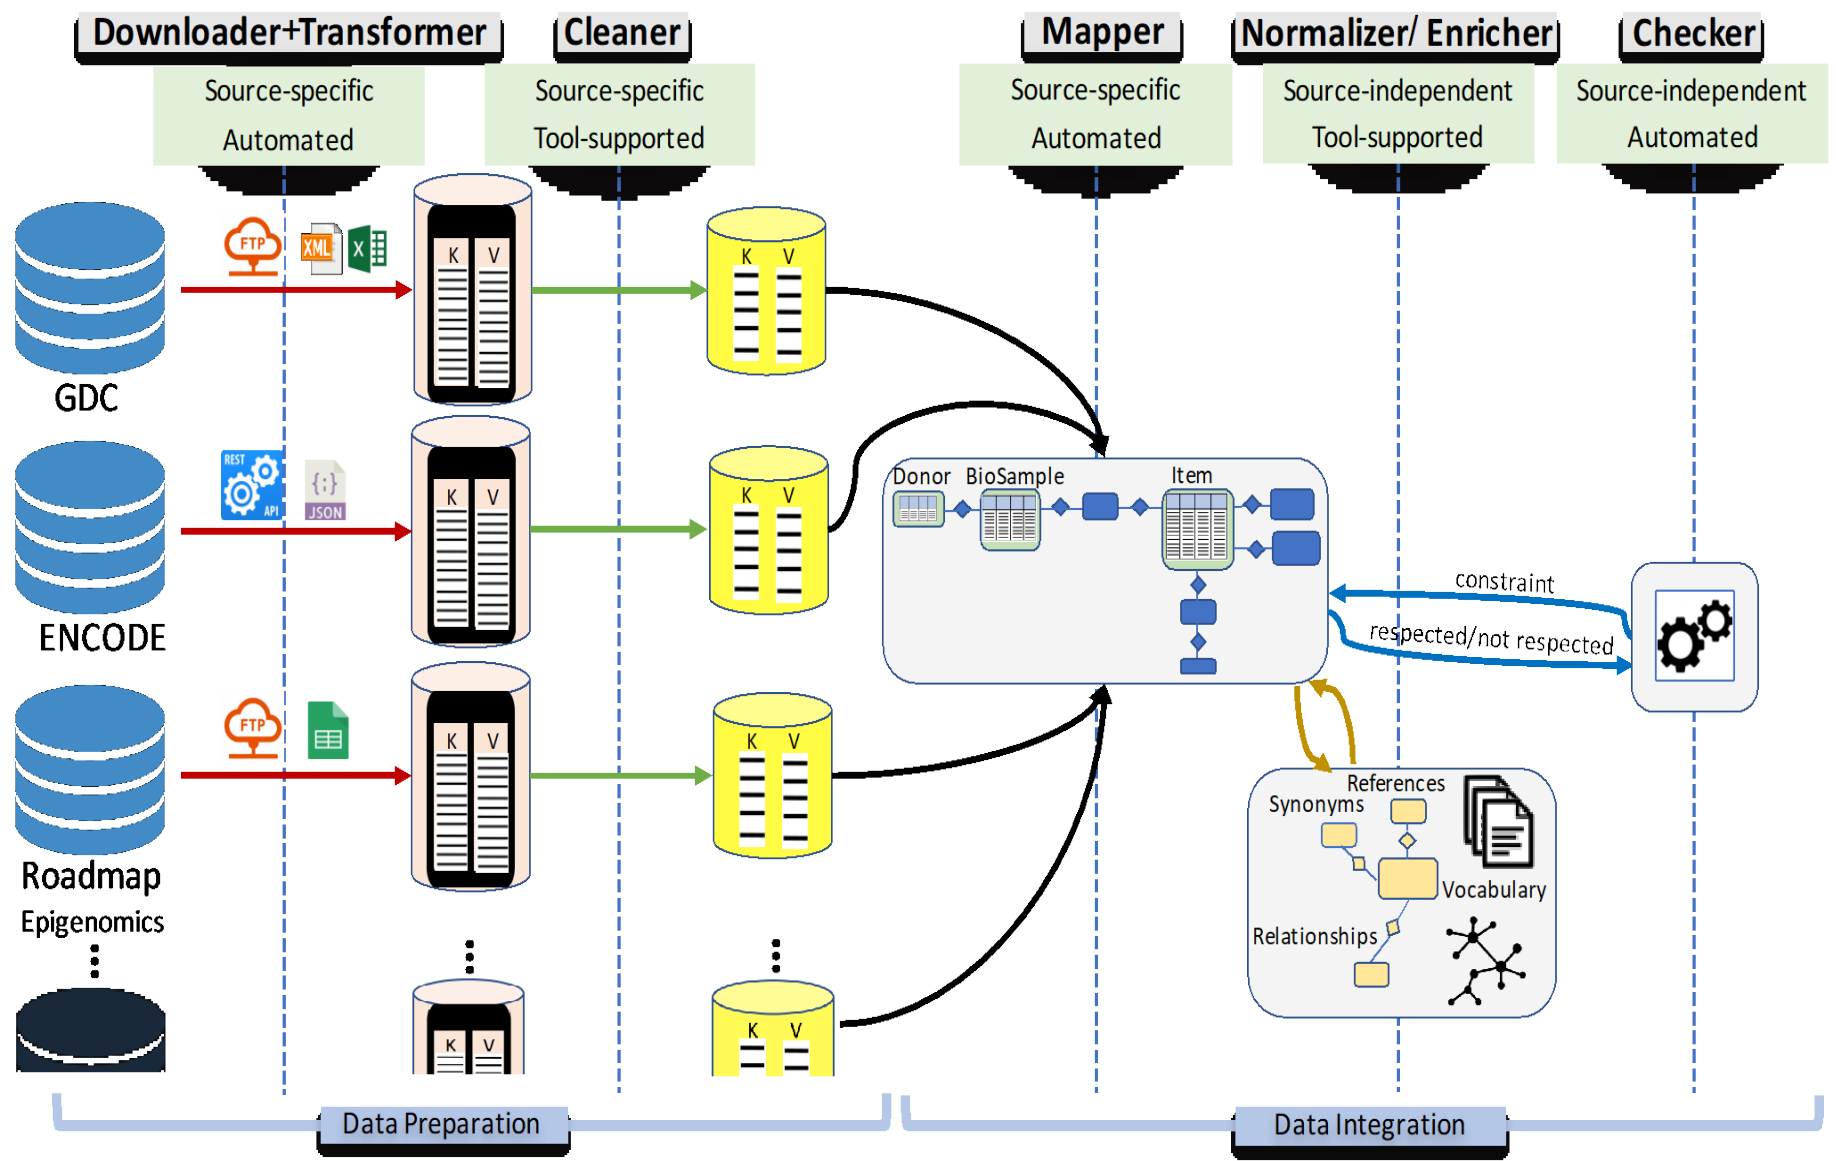 Downloader+Transformer
Cleaner
Mapper
Normalizer/ Enricher
Checker
Source-specific
Automated
Source-specific
Tool-supported
Source-specific
Automated
Source-independent
Tool-supported
Source-independent
Automated
GDC
FTP
XML
X
K V
K V
ENCODE
REST
API
{;}
JSON
K V
K V
Donor
BioSample
Item
constraint
respected/not respected
Roadmap
Epigenomics
FTP
K V
K V
References
Synonyms
Vocabulary
Relationships
K V
K V
Data Preparation
Data Integration